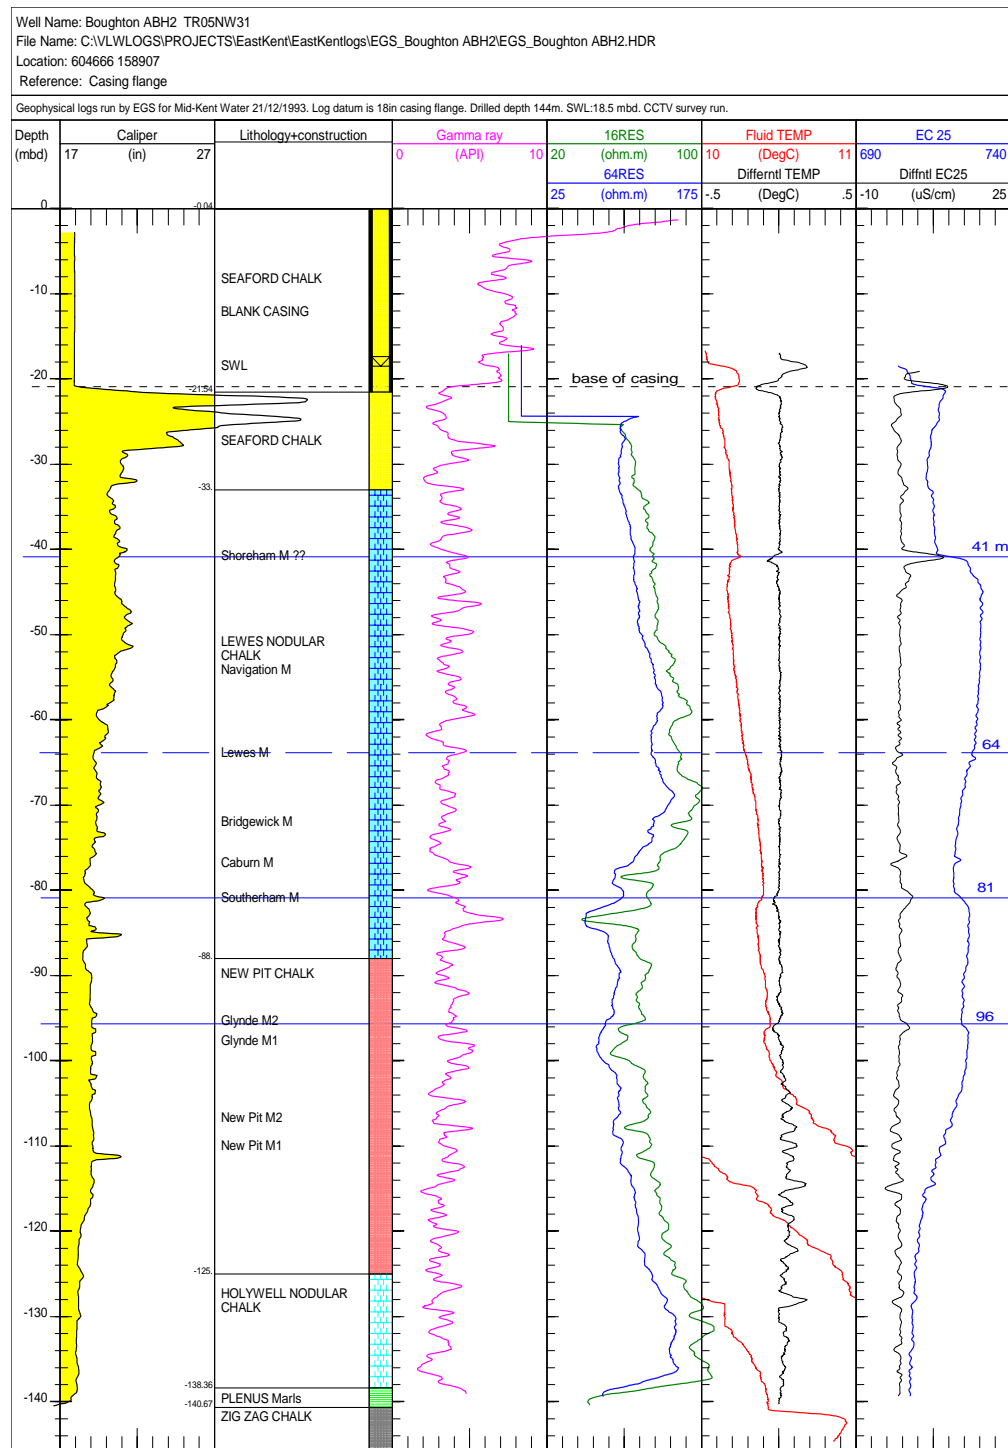 Well Name: Boughton ABH2  TR05NW31
File Name: C:\VLWLOGS\PROJECTS\EastKent\EastKentlogs\EGS_Boughton ABH2\EGS_Boughton ABH2.HDR
Location: 604666 158907
Reference: Casing flange
Geophysical logs run by EGS for Mid-Kent Water 21/12/1993. Log datum is 18in casing flange. Drilled depth 144m. SWL:18.5 mbd. CCTV survey run.
Depth Caliper Lithology+construction Gamma ray 16RES Fluid TEMP EC 25
(mbd) 17 (in) 27 0 (API) 10 20 (ohm.m) 100 10 (DegC) 11 690 740
64RES Differntl TEMP Diffntl EC25
25 (ohm.m) 175 -.5 (DegC) .5 -10 (uS/cm) 25
0 -0.04
SEAFORD CHALK
-10
BLANK CASING
SWL
-20 base of casing
-21.54
SEAFORD CHALK
-30
-33.
-40 41 m
Shoreham M ??
-50
LEWES NODULAR
CHALK
Navigation M
-60
Lewes M 64
-70
Bridgewick M
Caburn M
-80 81
Southerham M
-88.
-90 NEW PIT CHALK
Glynde M2 96
Glynde M1
-100
New Pit M2
-110 New Pit M1
-120
-125.
HOLYWELL NODULAR
CHALK
-130
-138.36
-140 PLENUS Marls
-140.67
ZIG ZAG CHALK